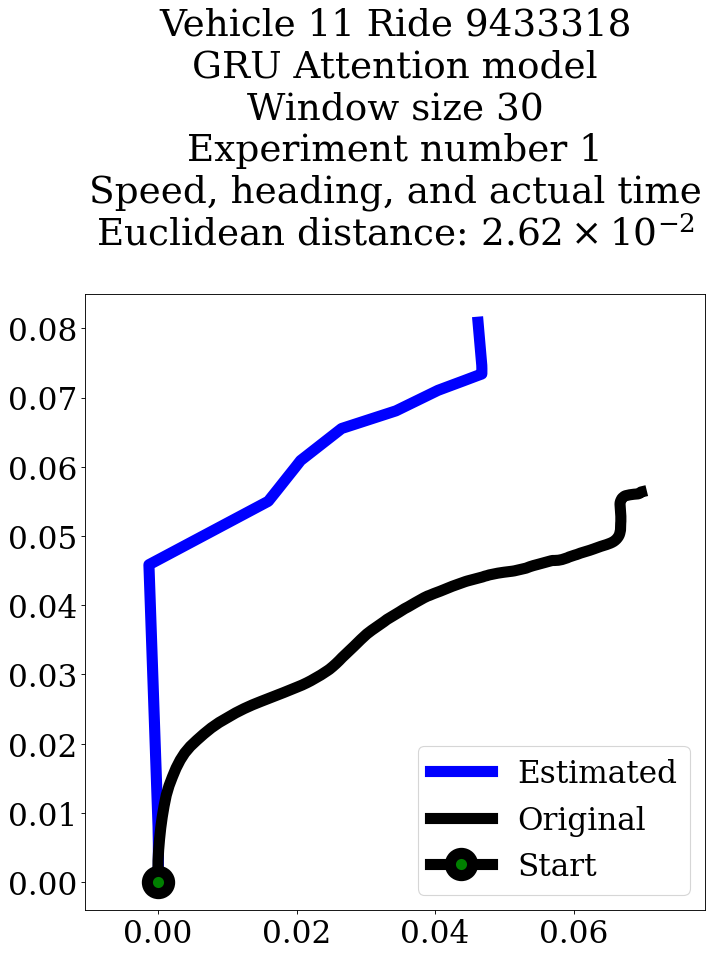 Vehicle 11 Ride 9433318
GRU Attention model
Window size 30
Experiment number 1
Speed, heading, and actual time
Euclidean distance: 2.62 × 10⁻²
0.08
0.07
0.06
0.05
0.04
0.03
0.02
0.01
0.00
Estimated
Original
Start
0.00 0.02 0.04 0.06